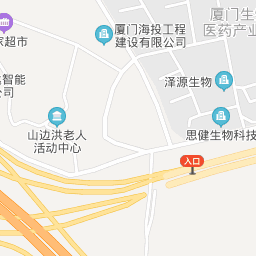 厦门生
医药产业
厦门海投工程
建设有限公司
家超市
泽源生物
智能
公司
山边洪老人
活动中心
思健生物科技
入口